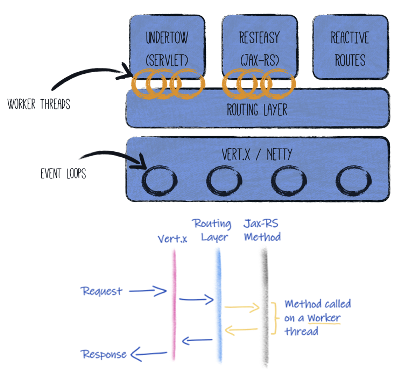 UNDERTOW
(SERVLET)
RESTEASY
(JAX-RS)
REACTIVE
ROUTES
WORKER THREADS
ROUTING LAYER
VERT.X / NETTY
EVENT LOOPS
Vert.x
Routing
Layer
Jax-RS
Method
Request
Method called
on a Worker
thread
Response